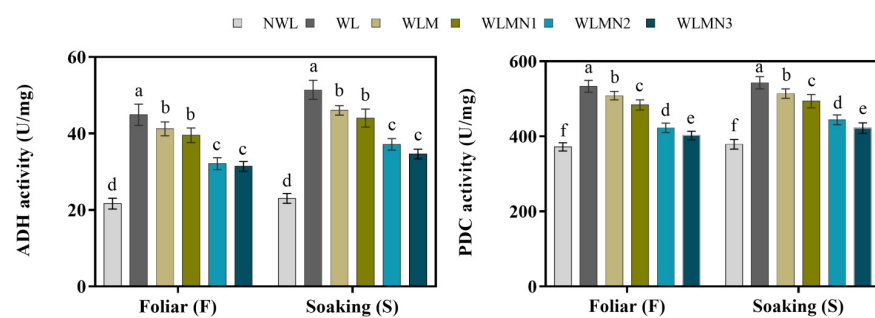 NWL WL WLM WLMN1 WLMN2 WLMN3
ADH activity (U/mg)
60
40
20
0
d a b b c c
d a b b c c
Foliar (F) Soaking (S)
PDC activity (U/mg)
600
400
200
0
f a b c d e
f a b c d e
Foliar (F) Soaking (S)